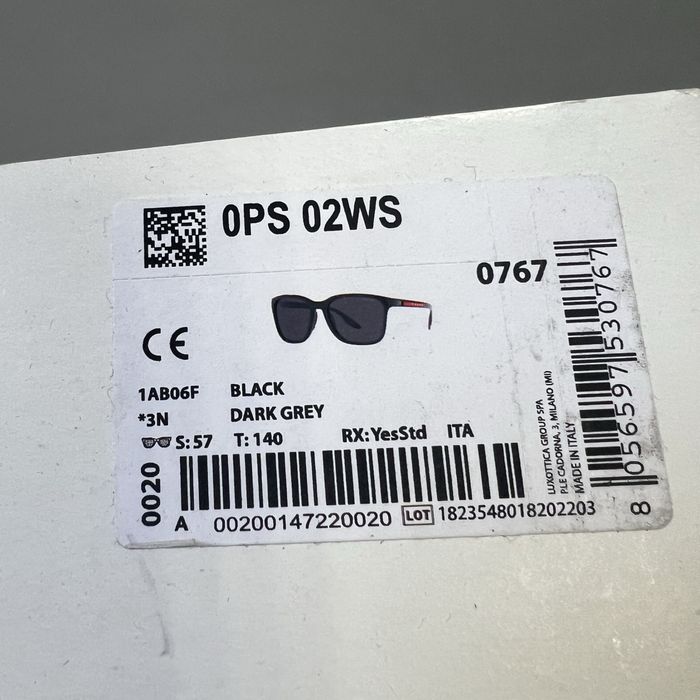 0PS 02WS
0767
CE
1AB06F BLACK
*3N DARK GREY
S: 57 T: 140 RX: YesStd ITA
0020
A 00200147220020 LOT 1823548018202203
LUXOTTICA GROUP SPA
P.LE CADORNA, 3, MILANO (MI)
MADE IN ITALY
8 056597 530767